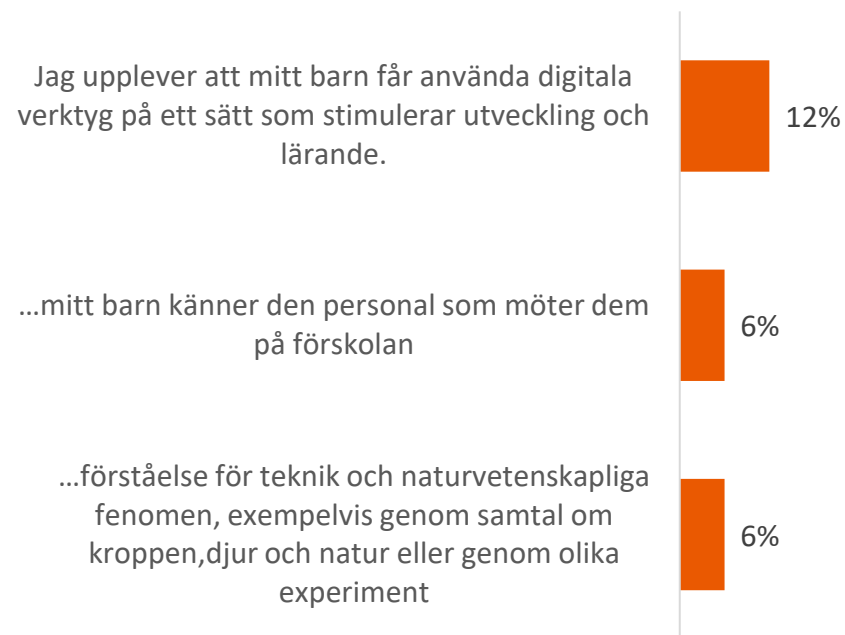 Jag upplever att mitt barn får använda digitala
verktyg på ett sätt som stimulerar utveckling och
lärande.
12%
…mitt barn känner den personal som möter dem
på förskolan
6%
…förståelse för teknik och naturvetenskapliga
fenomen, exempelvis genom samtal om
kroppen,djur och natur eller genom olika
experiment
6%